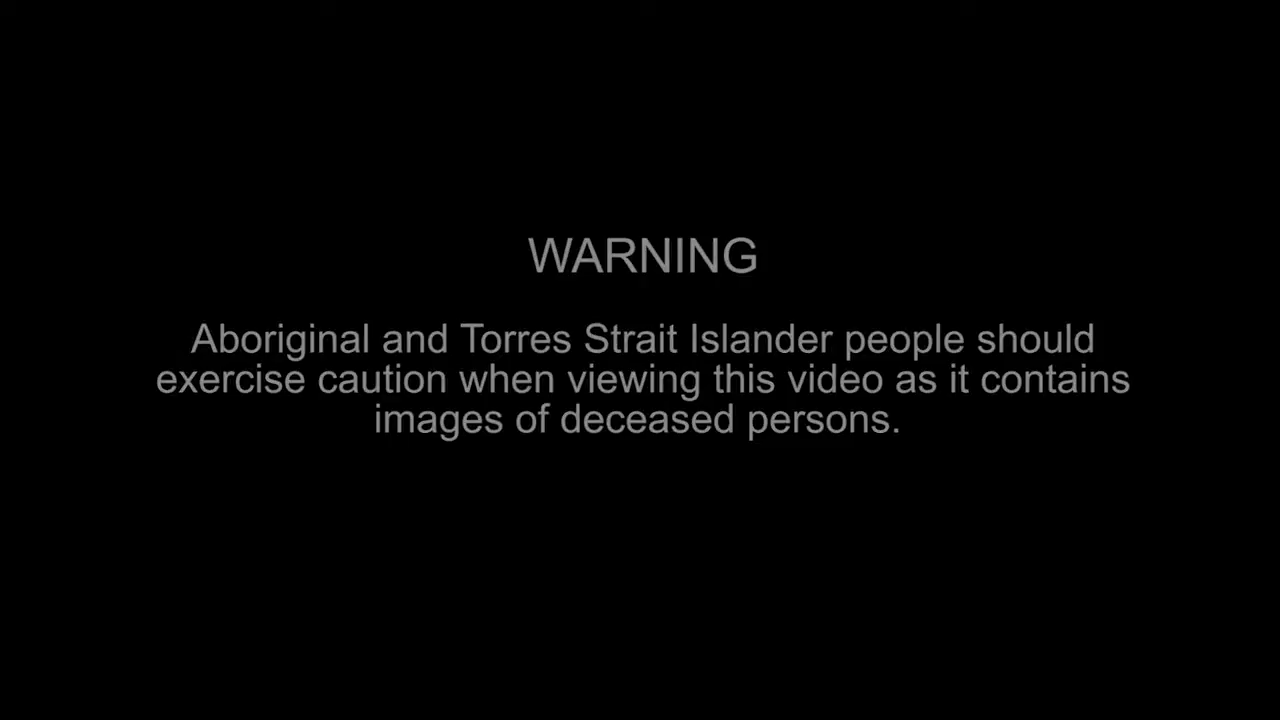 WARNING
Aboriginal and Torres Strait Islander people should
exercise caution when viewing this video as it contains
images of deceased persons.